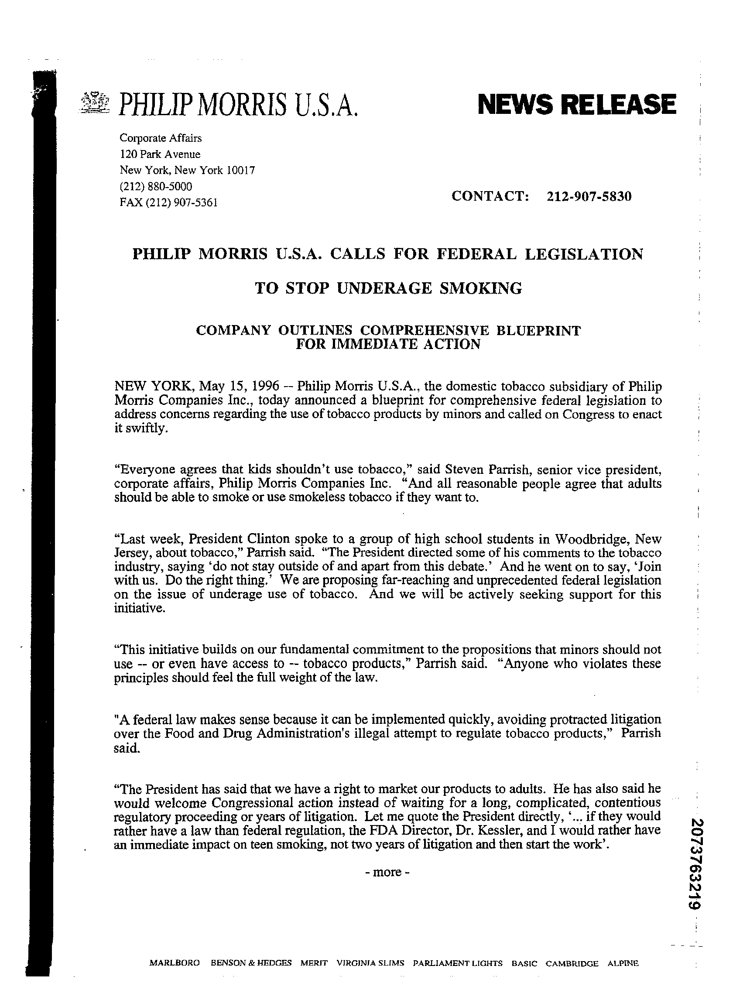 PHILIP MORRIS U.S.A.
NEWS RELEASE
Corporate Affairs
120 Park Avenue
New York, New York 10017
(212) 880-5000
FAX (212) 907-5361
CONTACT: 212-907-5830
PHILIP MORRIS U.S.A. CALLS FOR FEDERAL LEGISLATION
TO STOP UNDERAGE SMOKING
COMPANY OUTLINES COMPREHENSIVE BLUEPRINT
FOR IMMEDIATE ACTION
NEW YORK, May 15, 1996 -- Philip Morris U.S.A., the domestic tobacco subsidiary of Philip
Morris Companies Inc., today announced a blueprint for comprehensive federal legislation to
address concerns regarding the use of tobacco products by minors and called on Congress to enact
it swiftly.
“Everyone agrees that kids shouldn’t use tobacco,” said Steven Parrish, senior vice president,
corporate affairs, Philip Morris Companies Inc. “And all reasonable people agree that adults
should be able to smoke or use smokeless tobacco if they want to.
“Last week, President Clinton spoke to a group of high school students in Woodbridge, New
Jersey, about tobacco,” Parrish said. “The President directed some of his comments to the tobacco
industry, saying ‘do not stay outside of and apart from this debate.’ And he went on to say, ‘Join
with us. Do the right thing.’ We are proposing far-reaching and unprecedented federal legislation
on the issue of underage use of tobacco. And we will be actively seeking support for this
initiative.
“This initiative builds on our fundamental commitment to the propositions that minors should not
use -- or even have access to -- tobacco products,” Parrish said. “Anyone who violates these
principles should feel the full weight of the law.
"A federal law makes sense because it can be implemented quickly, avoiding protracted litigation
over the Food and Drug Administration's illegal attempt to regulate tobacco products,” Parrish
said.
“The President has said that we have a right to market our products to adults. He has also said he
would welcome Congressional action instead of waiting for a long, complicated, contentious
regulatory proceeding or years of litigation. Let me quote the President directly, ‘... if they would
rather have a law than federal regulation, the FDA Director, Dr. Kessler, and I would rather have
an immediate impact on teen smoking, not two years of litigation and then start the work’.
- more -
2073763219
MARLBORO BENSON & HEDGES MERIT VIRGINIA SLIMS PARLIAMENT LIGHTS BASIC CAMBRIDGE ALPINE